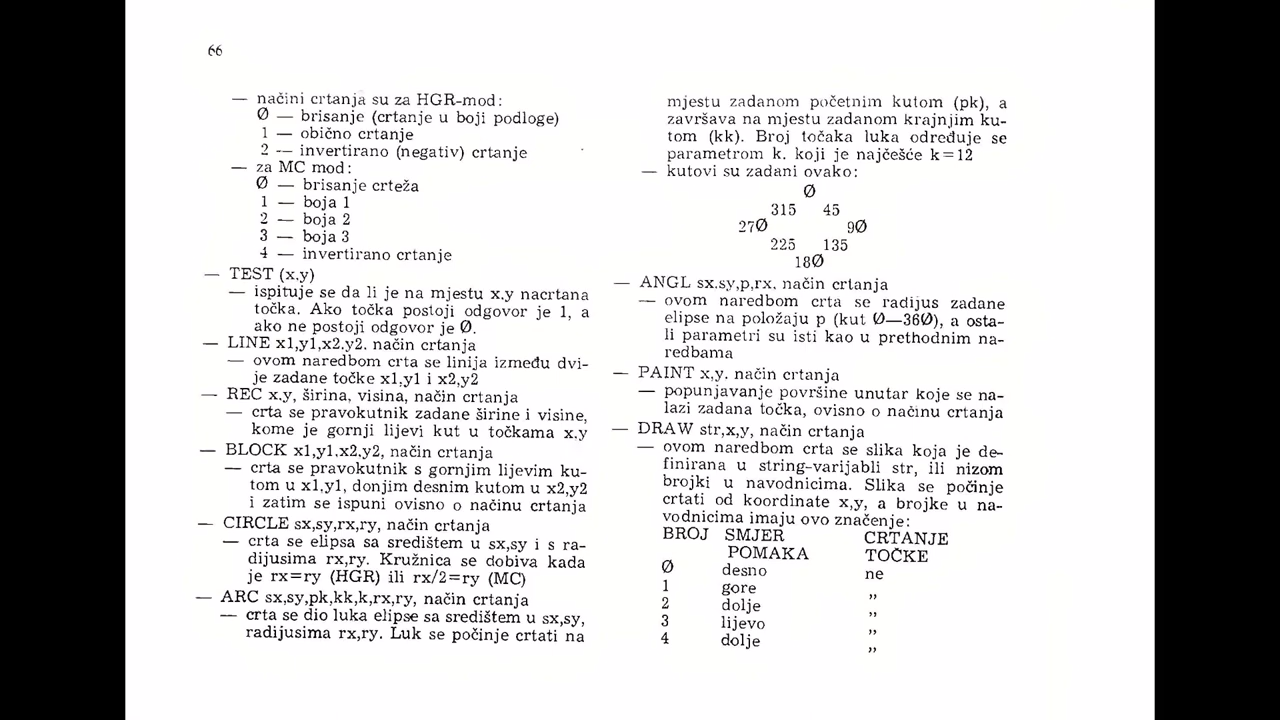 66
— načini crtanja su za HGR-mod:
Ø — brisanje (crtanje u boji podloge)
1 — obično crtanje
2 — invertirano (negativ) crtanje
— za MC mod:
Ø — brisanje crteža
1 — boja 1
2 — boja 2
3 — boja 3
4 — invertirano crtanje
— TEST (x.y)
— ispituje se da li je na mjestu x.y nacrtana
točka. Ako točka postoji odgovor je 1, a
ako ne postoji odgovor je Ø.
— LINE x1,y1,x2.y2. način crtanja
— ovom naredbom crta se linija između dvi-
je zadane točke x1,y1 i x2,y2
— REC x.y, širina, visina, način crtanja
— crta se pravokutnik zadane širine i visine,
kome je gornji lijevi kut u točkama x.y
— BLOCK x1,y1,x2,y2, način crtanja
— crta se pravokutnik s gornjim lijevim ku-
tom u x1,y1, donjim desnim kutom u x2,y2
i zatim se ispuni ovisno o načinu crtanja
— CIRCLE sx,sy,rx,ry, način crtanja
— crta se elipsa sa središtem u sx,sy i s ra-
dijusima rx,ry. Kružnica se dobiva kada
je rx=ry (HGR) ili rx/2=ry (MC)
— ARC sx,sy,pk,kk,k,rx,ry, način crtanja
— crta se dio luka elipse sa središtem u sx,sy,
radijusima rx,ry. Luk se počinje crtati na
mjestu zadanom početnim kutom (pk), a
završava na mjestu zadanom krajnjim ku-
tom (kk). Broj točaka luka određuje se
parametrom k. koji je najčešće k=12
— kutovi su zadani ovako:
Ø
315 45
27Ø 9Ø
225 135
18Ø
— ANGL sx.sy,p,rx. način crtanja
— ovom naredbom crta se radijus zadane
elipse na položaju p (kut Ø—36Ø), a osta-
li parametri su isti kao u prethodnim na-
redbama
— PAINT x,y. način crtanja
— popunjavanje površine unutar koje se na-
lazi zadana točka, ovisno o načinu crtanja
— DRAW str,x,y, način crtanja
— ovom naredbom crta se slika koja je de-
finirana u string-varijabli str, ili nizom
brojki u navodnicima. Slika se počinje
crtati od koordinate x,y, a brojke u na-
vodnicima imaju ovo značenje:
BROJ SMJER CRTANJE
POMAKA TOČKE
Ø desno ne
1 gore „
2 dolje „
3 lijevo „
4 dolje „